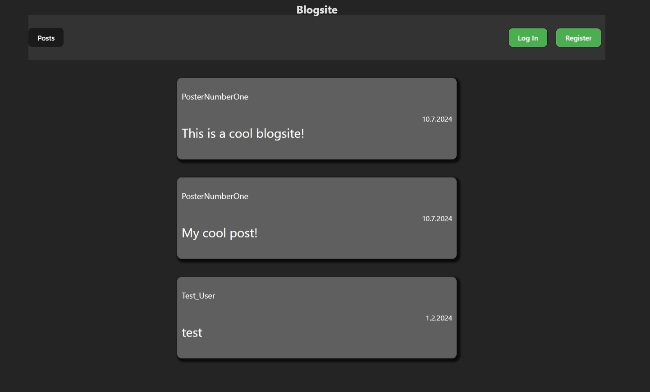 Blogsite
Posts
Log In
Register
PosterNumberOne
10.7.2024
This is a cool blogsite!
PosterNumberOne
10.7.2024
My cool post!
Test_User
1.2.2024
test